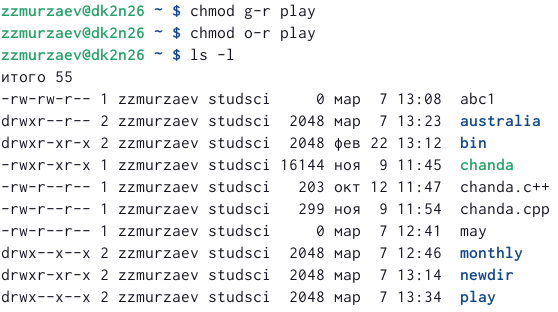 zzmurzaev@dk2n26 ~ $ chmod g-r play
zzmurzaev@dk2n26 ~ $ chmod o-r play
zzmurzaev@dk2n26 ~ $ ls -l
итого 55
-rw-rw-r-- 1 zzmurzaev studsci     0 мар  7 13:08  abc1
drwxr--r-- 2 zzmurzaev studsci  2048 мар  7 13:23  australia
drwxr-xr-x 2 zzmurzaev studsci  2048 фев 22 13:12  bin
-rwxr-xr-x 1 zzmurzaev studsci 16144 ноя  9 11:45  chanda
-rw-r--r-- 1 zzmurzaev studsci   203 окт 12 11:47  chanda.c++
-rw-r--r-- 1 zzmurzaev studsci   299 ноя  9 11:54  chanda.cpp
-rw-r--r-- 1 zzmurzaev studsci     0 мар  7 12:41  may
drwx--x--x 2 zzmurzaev studsci  2048 мар  7 12:46  monthly
drwxr-xr-x 2 zzmurzaev studsci  2048 мар  7 13:14  newdir
drwx--x--x 2 zzmurzaev studsci  2048 мар  7 13:34  play